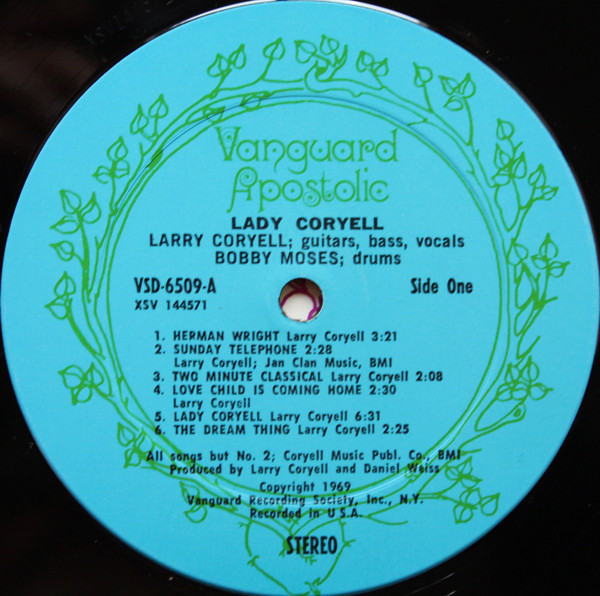 Vanguard
Apostolic
LADY CORYELL
LARRY CORYELL; guitars, bass, vocals
BOBBY MOSES; drums
VSD-6509-A
Side One
XSV 144571
1. HERMAN WRIGHT Larry Coryell 3:21
2. SUNDAY TELEPHONE 2:28
Larry Coryell; Jan Clan Music, BMI
3. TWO MINUTE CLASSICAL Larry Coryell 2:08
4. LOVE CHILD IS COMING HOME 2:30
Larry Coryell
5. LADY CORYELL Larry Coryell 6:31
6. THE DREAM THING Larry Coryell 2:25
All songs but No. 2; Coryell Music Publ. Co., BMI
Produced by Larry Coryell and Daniel Weiss
Copyright 1969
Vanguard Recording Society, Inc., N.Y.
Recorded in U.S.A.
STEREO